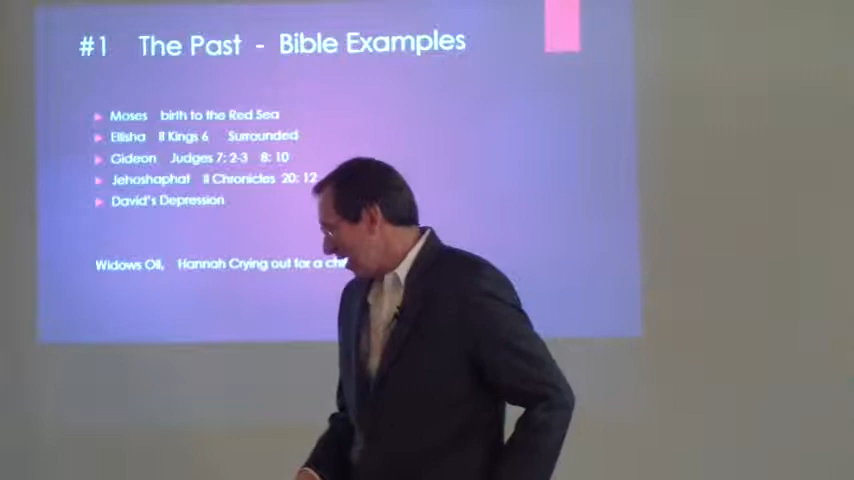 #1 The Past - Bible Examples
Moses birth to the Red Sea
Elisha II Kings 6 Surrounded
Gideon Judges 7: 2-3 8: 10
Jehoshaphat II Chronicles 20: 12
David's Depression
Widows Oil, Hannah Crying out for a